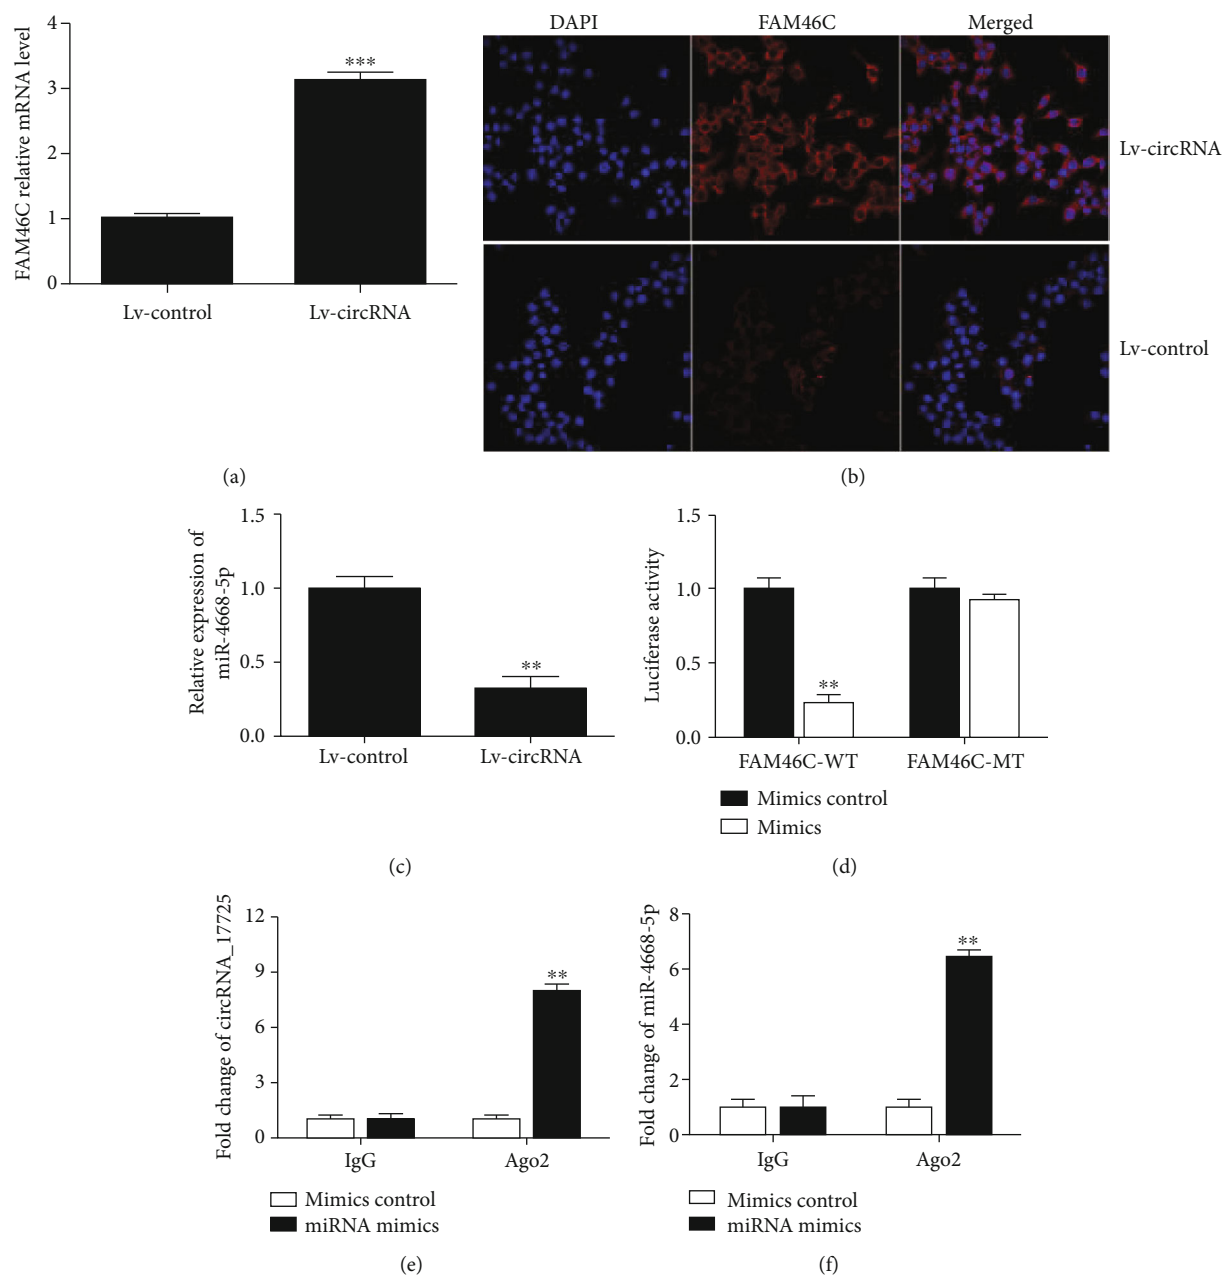 FAM46C relative mRNA level
4
3
2
1
0
***
Lv-control
Lv-circRNA
(a)
DAPI
FAM46C
Merged
Lv-circRNA
Lv-control
(b)
Relative expression of
miR-4668-5p
1.5
1.0
0.5
0.0
**
Lv-control
Lv-circRNA
(c)
Luciferase activity
1.5
1.0
0.5
0.0
**
FAM46C-WT
FAM46C-MT
Mimics control
Mimics
(d)
Fold change of circRNA_17725
12
9
6
3
0
**
IgG
Ago2
Mimics control
miRNA mimics
(e)
Fold change of miR-4668-5p
8
6
4
2
0
**
IgG
Ago2
Mimics control
miRNA mimics
(f)